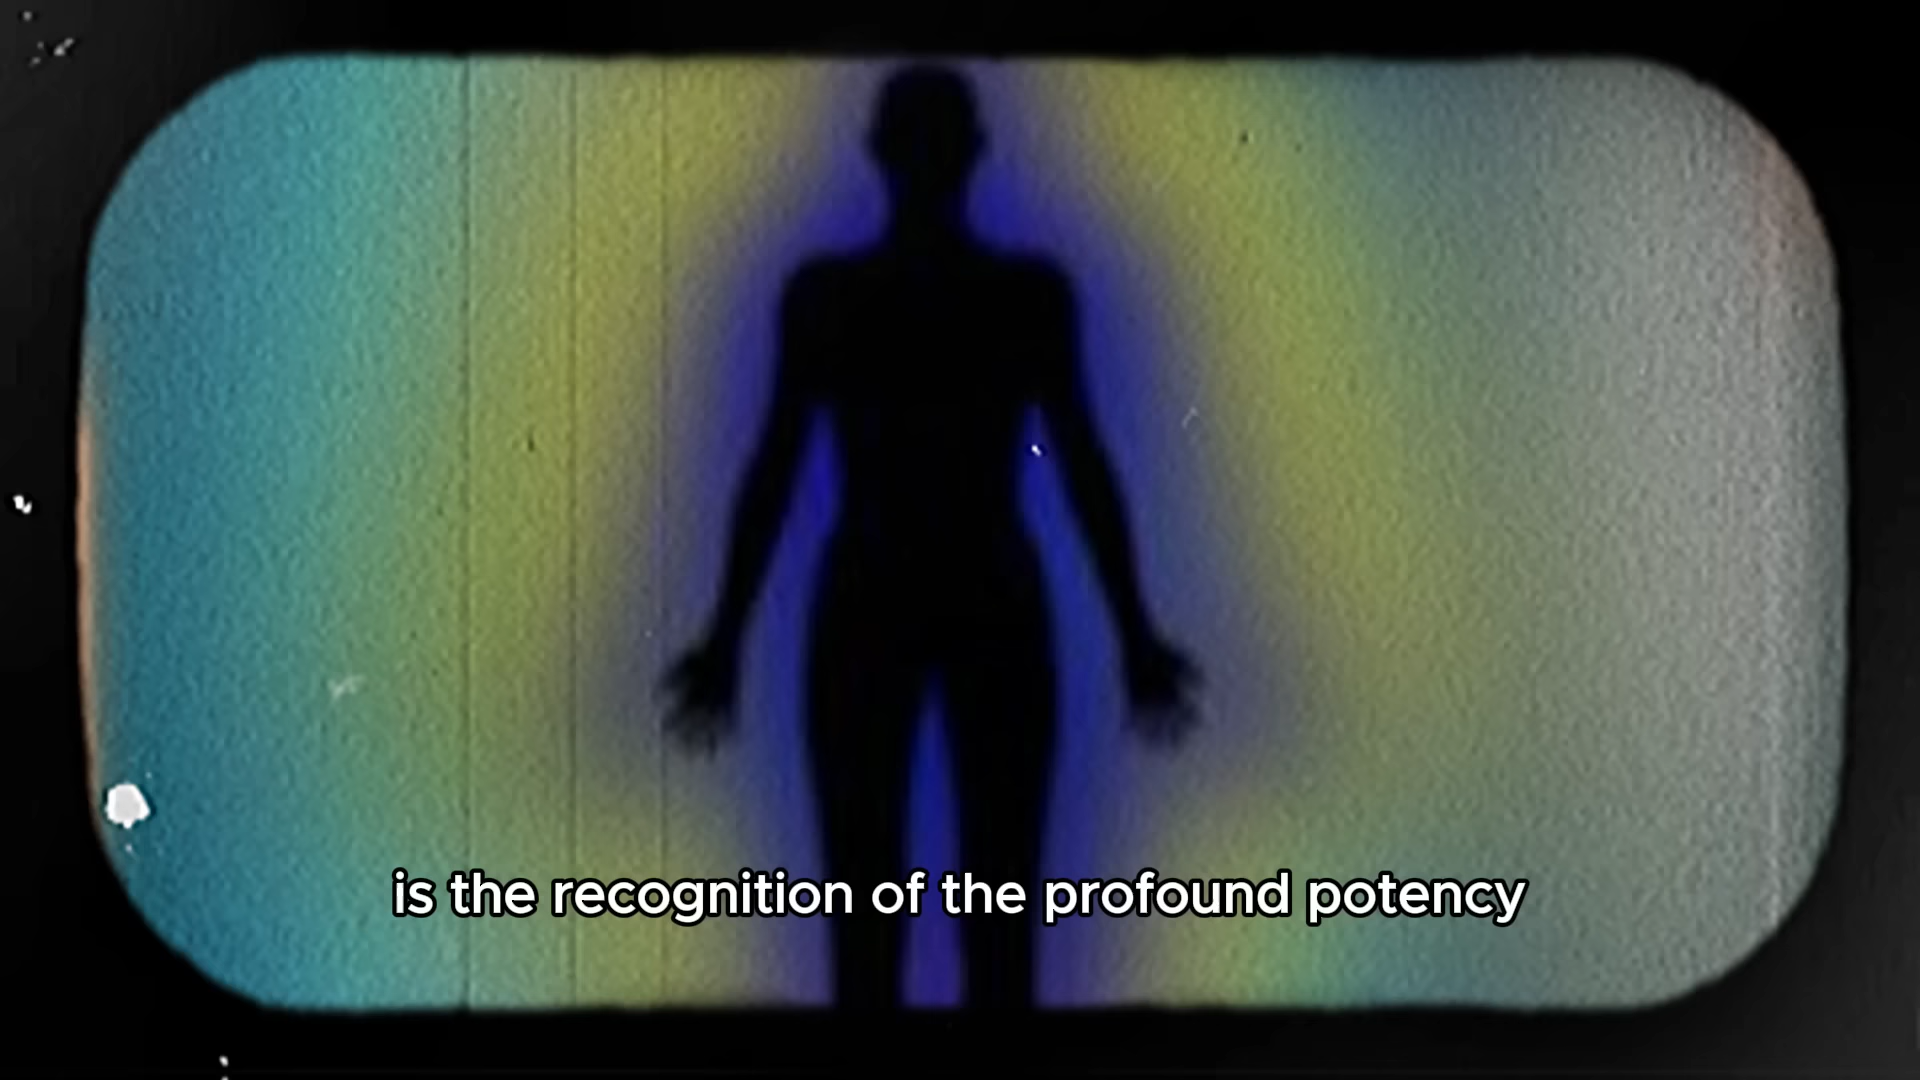 is the recognition of the profound potency